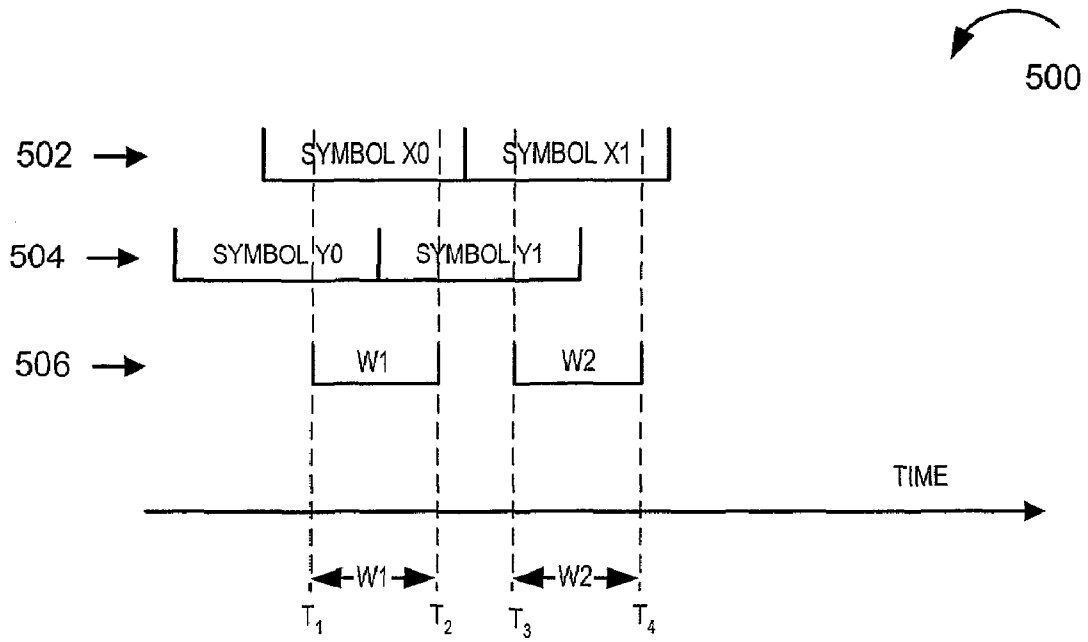 500
502
SYMBOL X0
SYMBOL X1
504
SYMBOL Y0
SYMBOL Y1
506
W1
W2
TIME
W1
W2
T1
T2
T3
T4